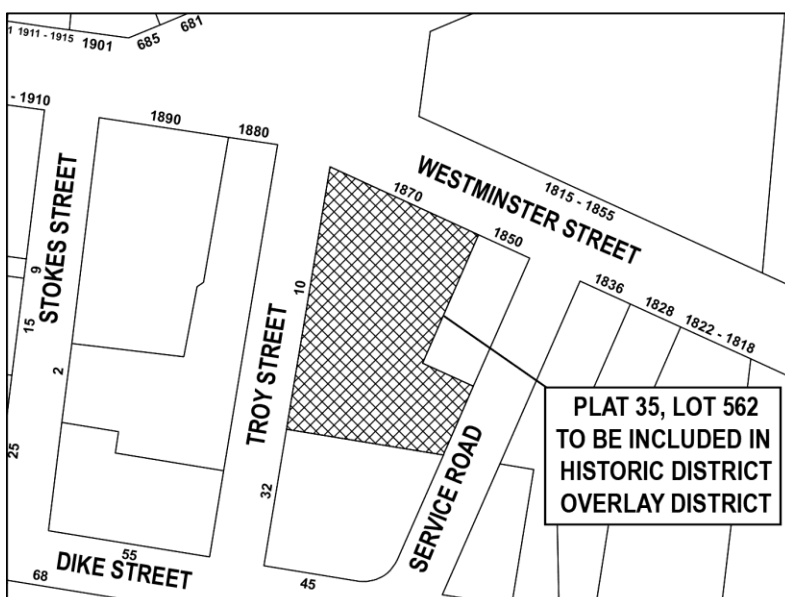 1 1911 - 1915
1901
685
681
- 1910
1890
1880
WESTMINSTER STREET
1815 - 1855
1870
1850
STOKES STREET
9
15
10
1836
1828
1822 - 1818
2
TROY STREET
PLAT 35, LOT 562
TO BE INCLUDED IN
HISTORIC DISTRICT
OVERLAY DISTRICT
25
32
SERVICE ROAD
55
DIKE STREET
68
45